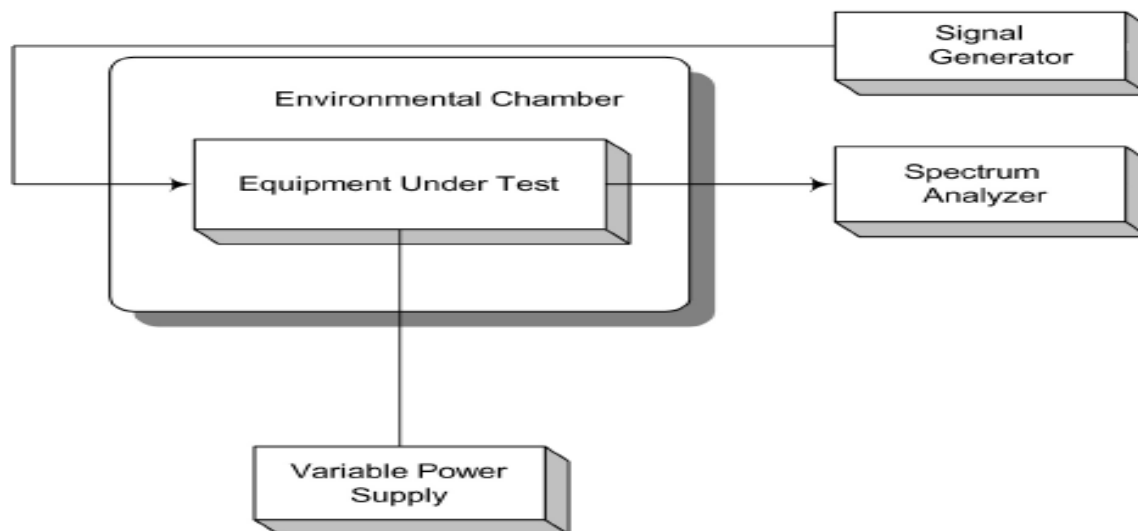 Signal
Generator
Environmental Chamber
Equipment Under Test
Spectrum
Analyzer
Variable Power
Supply